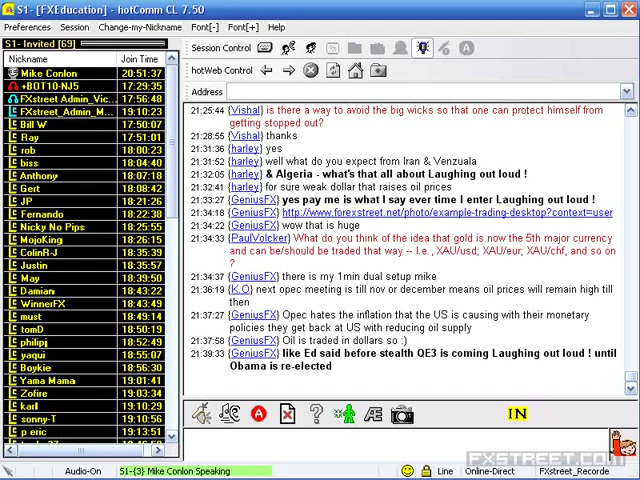 S1- [FXEducation] - hotComm CL 7.50
Preferences Session Change-my-Nickname Font[-] Font[+] Help
S1- Invited [69]
Nickname Join Time
Mike Conlon 20:51:37
+BOT10-NJ5 17:29:35
FXstreet Admin_Vic... 17:56:48
FXstreet_Admin_M... 19:10:23
Bill W 17:50:07
Ray 17:51:01
rob 18:00:23
biss 18:04:40
Anthony 18:07:18
Gert 18:08:42
JP 18:21:26
Fernando 18:22:38
Nicky No Pips 18:25:55
MojoKing 18:26:15
ColinR-J 18:35:39
Justin 18:35:57
May 18:39:50
Damian 18:43:22
WinnerFX 18:43:49
must 18:49:14
tomD 18:50:19
philipj 18:52:49
yaqui 18:55:07
Boykie 18:56:30
Yama Mama 19:01:41
Zofire 19:03:34
karl 19:10:29
sonny-T 19:10:56
p eric 19:13:51
Session Control
hotWeb Control
Address
21:25:44 {Vishal} is there a way to avoid the big wicks so that one can protect himself from
getting stopped out?
21:28:55 {Vishal} thanks
21:31:36 {harley} yes
21:31:52 {harley} well what do you expect from Iran & Venzuala
21:32:05 {harley} & Algeria - what's that all about Laughing out loud !
21:32:41 {harley} for sure weak dollar that raises oil prices
21:33:27 {GeniusFX} yes pay me is what I say ever time I enter Laughing out loud !
21:34:18 {GeniusFX} http://www.forexstreet.net/photo/example-trading-desktop?context=user
21:34:22 {GeniusFX} wow that is huge
21:34:33 {PaulVolcker} What do you think of the idea that gold is now the 5th major currency
and can be/should be traded that way -- I.e., XAU/usd; XAU/eur; XAU/chf, and so on
?
21:34:37 {GeniusFX} there is my 1min dual setup mike
21:36:19 {K.O} next opec meeting is till nov or december means oil prices will remain high till
then
21:37:27 {GeniusFX} Opec hates the inflation that the US is causing with their monetary
policies they get back at US with reducing oil supply
21:37:58 {GeniusFX} Oil is traded in dollars so :)
21:39:33 {GeniusFX} like Ed said before stealth QE3 is coming Laughing out loud ! until
Obama is re-elected
IN
FXSTREET.COM
Audio-On S1-{3} Mike Conlon Speaking Line Online-Direct FXstreet_Recorde